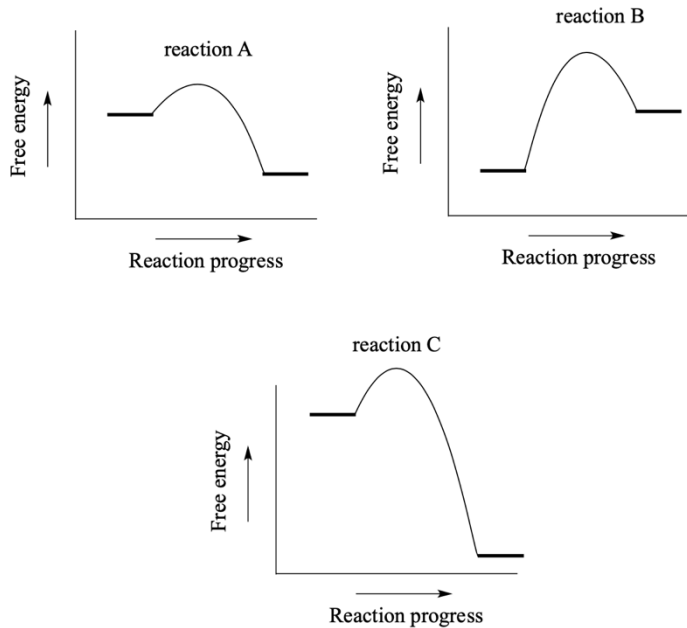 reaction A
Free energy
Reaction progress
reaction B
Free energy
Reaction progress
reaction C
Free energy
Reaction progress